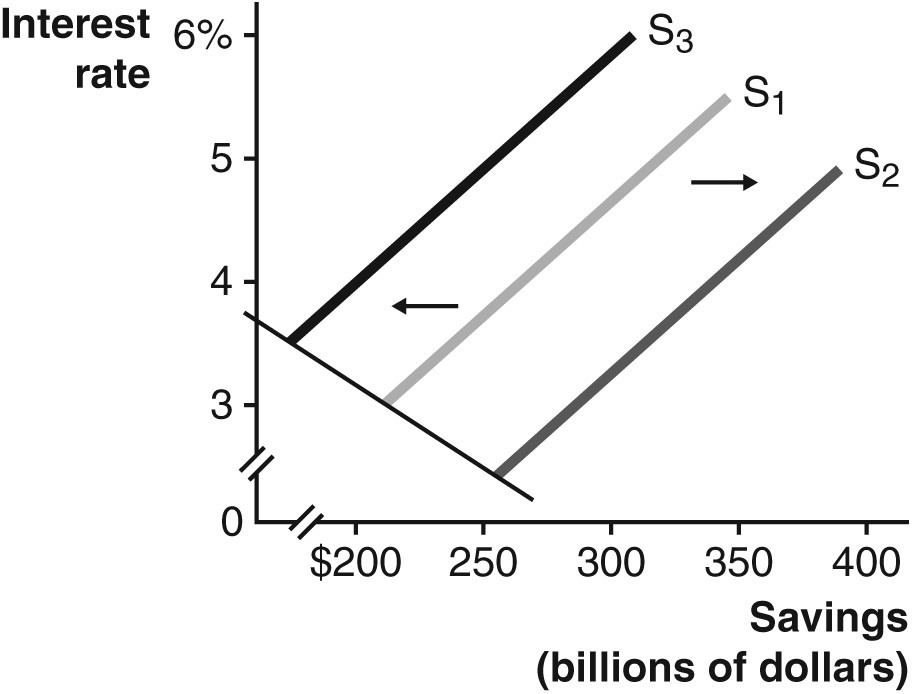 Interest
rate
6%
5
4
3
0
S3
S1
S2
$200 250 300 350 400
Savings
(billions of dollars)